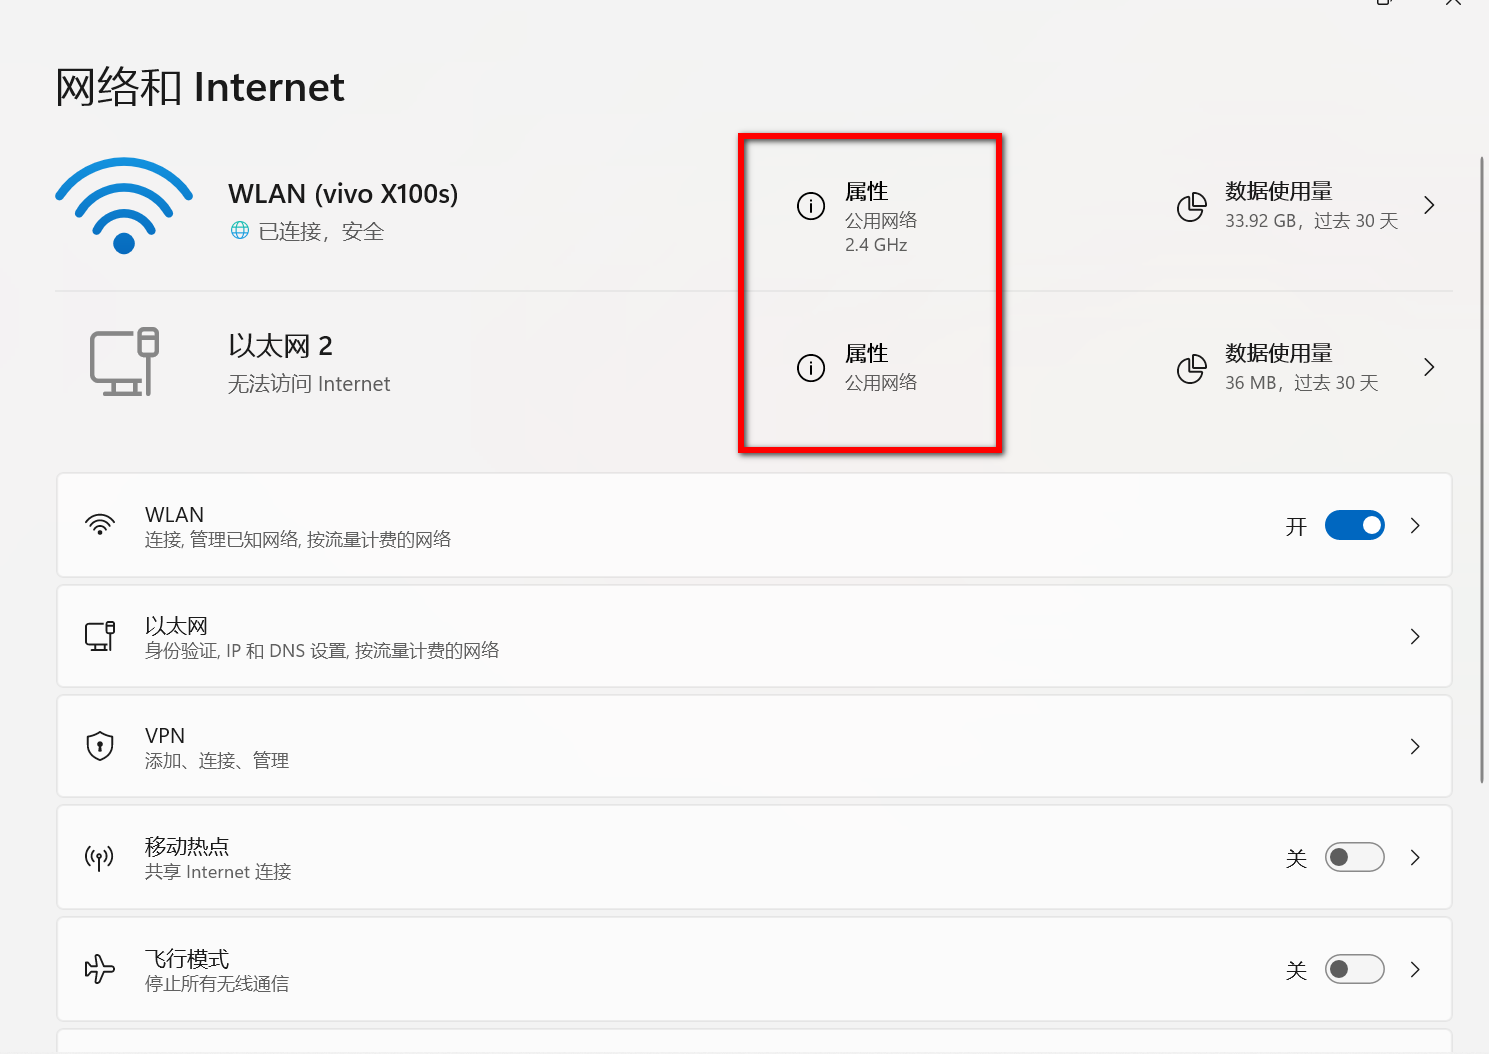 网络和 Internet
WLAN (vivo X100s)
已连接，安全
属性
公用网络
2.4 GHz
数据使用量
33.92 GB，过去 30 天
以太网 2
无法访问 Internet
属性
公用网络
数据使用量
36 MB，过去 30 天
WLAN
连接, 管理已知网络, 按流量计费的网络
开
以太网
身份验证, IP 和 DNS 设置, 按流量计费的网络
VPN
添加、连接、管理
移动热点
共享 Internet 连接
关
飞行模式
停止所有无线通信
关